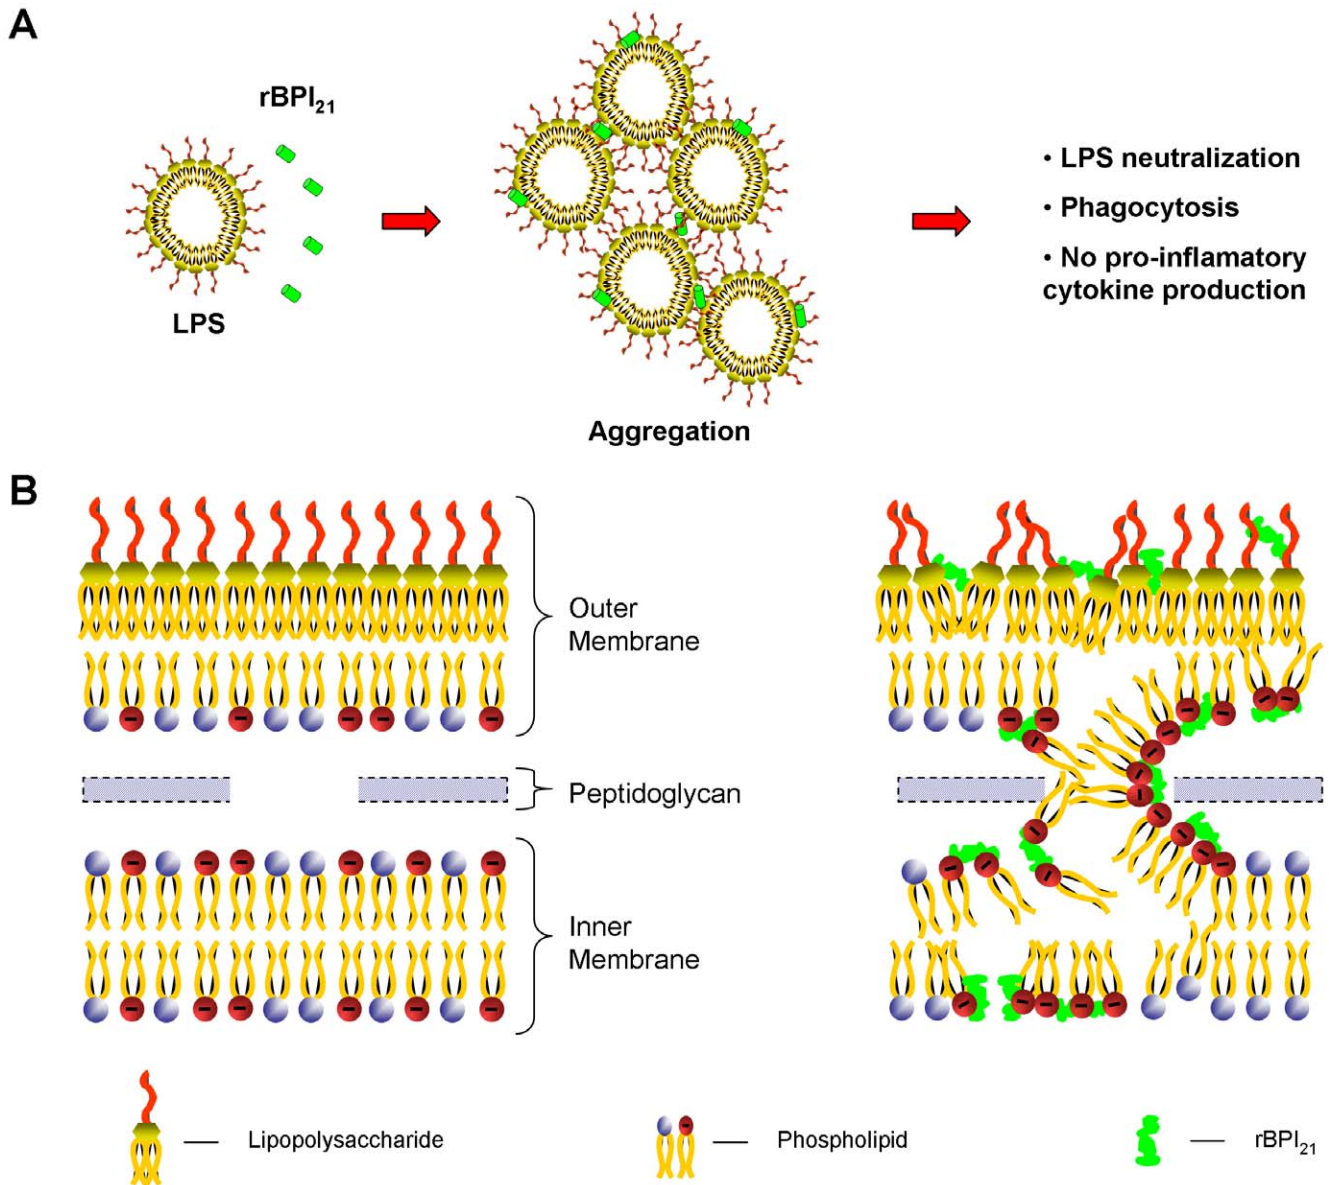 A
rBPI₂₁
LPS
Aggregation
• LPS neutralization
• Phagocytosis
• No pro-inflamatory
cytokine production
B
Outer
Membrane
Peptidoglycan
Inner
Membrane
Lipopolysaccharide
Phospholipid
rBPI₂₁